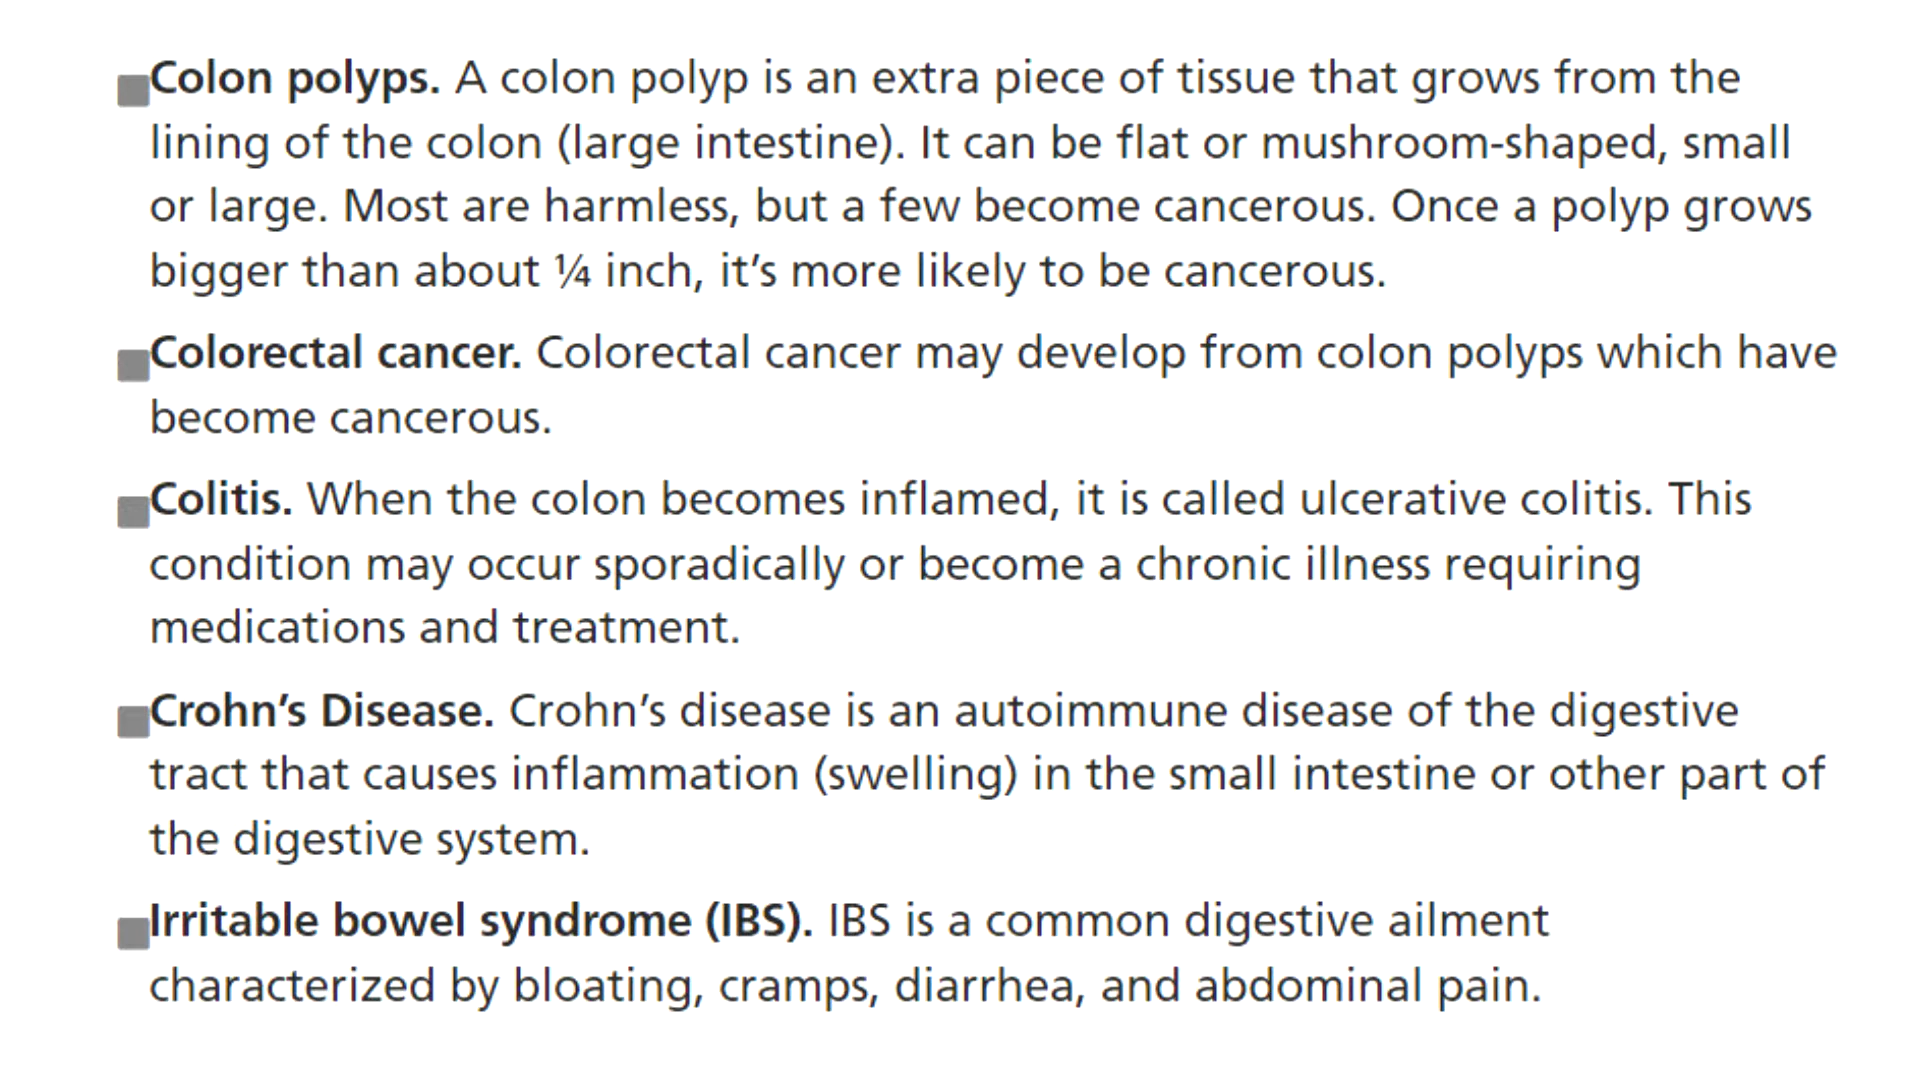 Colon polyps. A colon polyp is an extra piece of tissue that grows from the
lining of the colon (large intestine). It can be flat or mushroom-shaped, small
or large. Most are harmless, but a few become cancerous. Once a polyp grows
bigger than about ¼ inch, it’s more likely to be cancerous.
Colorectal cancer. Colorectal cancer may develop from colon polyps which have
become cancerous.
Colitis. When the colon becomes inflamed, it is called ulcerative colitis. This
condition may occur sporadically or become a chronic illness requiring
medications and treatment.
Crohn’s Disease. Crohn’s disease is an autoimmune disease of the digestive
tract that causes inflammation (swelling) in the small intestine or other part of
the digestive system.
Irritable bowel syndrome (IBS). IBS is a common digestive ailment
characterized by bloating, cramps, diarrhea, and abdominal pain.